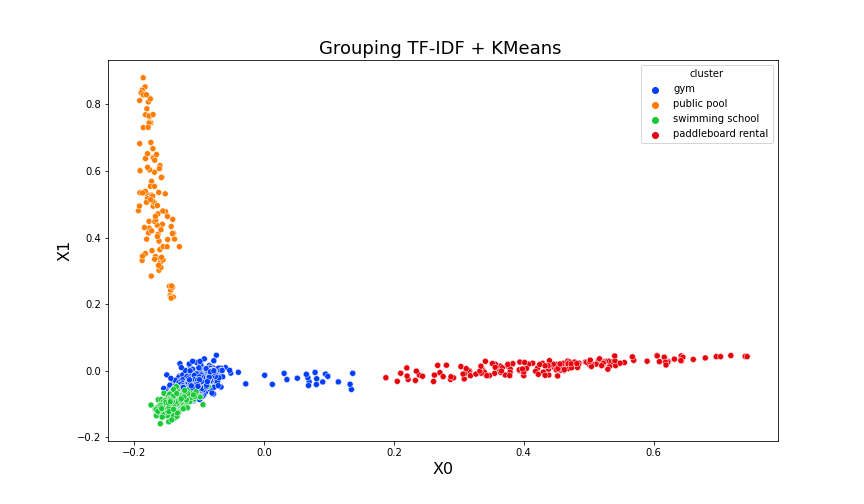 Grouping TF-IDF + KMeans
cluster
gym
public pool
swimming school
paddleboard rental
X1
0.8
0.6
0.4
0.2
0.0
−0.2
−0.2
0.0
0.2
0.4
0.6
X0